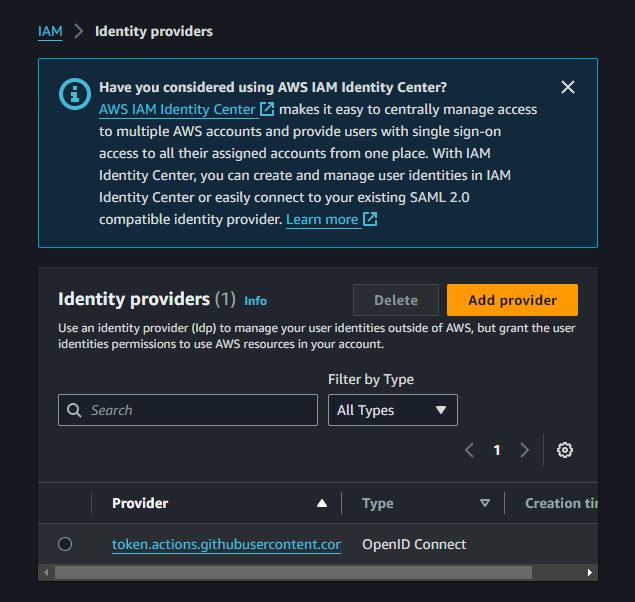 IAM > Identity providers
Have you considered using AWS IAM Identity Center?
AWS IAM Identity Center makes it easy to centrally manage access
to multiple AWS accounts and provide users with single sign-on
access to all their assigned accounts from one place. With IAM
Identity Center, you can create and manage user identities in IAM
Identity Center or easily connect to your existing SAML 2.0
compatible identity provider. Learn more
Identity providers (1) Info
Delete
Add provider
Use an identity provider (Idp) to manage your user identities outside of AWS, but grant the user
identities permissions to use AWS resources in your account.
Filter by Type
Search
All Types
1
Provider Type Creation
token.actions.githubusercontent. OpenID Connect